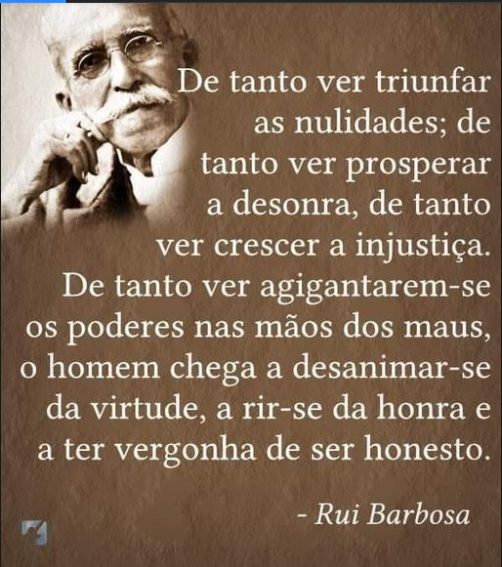 De tanto ver triunfar
as nulidades; de
tanto ver prosperar
a desonra, de tanto
ver crescer a injustiça.
De tanto ver agigantarem-se
os poderes nas mãos dos maus,
o homem chega a desanimar-se
da virtude, a rir-se da honra e
a ter vergonha de ser honesto.
- Rui Barbosa